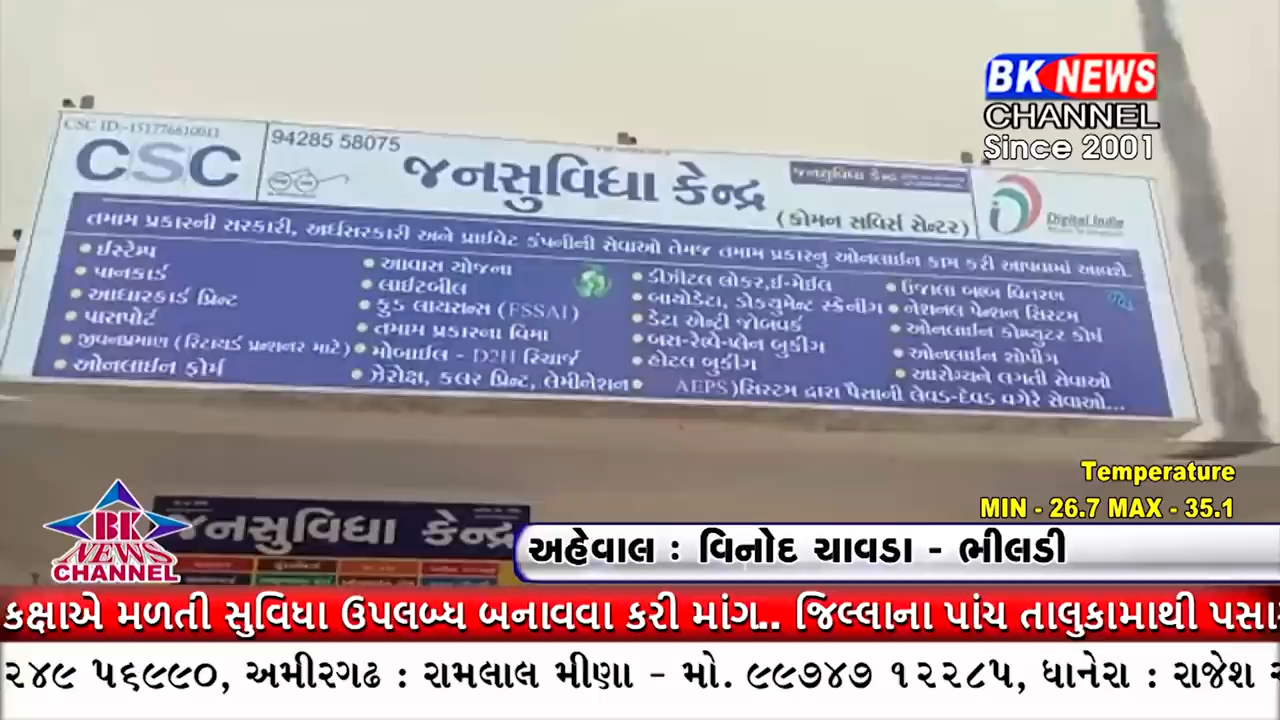 BK NEWS
CHANNEL
Since 2001
CSC ID:-151776810011
CSC
94285 58075
જનસુવિધા કેન્દ્ર
જનસુવિધા કેન્દ્ર
(કોમન સર્વિસ સેન્ટર)
Digital India
તમામ પ્રકારની સરકારી, અર્ધસરકારી અને પ્રાઈવેટ કંપનીની સેવાઓ તેમજ તમામ પ્રકારનુ ઓનલાઈન કામ કરી આપવામાં આવશે.
ઈસ્ટેમ્પ
પાનકાર્ડ
આધારકાર્ડ પ્રિન્ટ
પાસપોર્ટ
જીવનપ્રમાણ (રિટાયર્ડ પ્રન્શનર માટે)
ઓનલાઈન ફોર્મ
આવાસ યોજના
લાઈટબીલ
ફુડ લાયસન્સ (FSSAI)
તમામ પ્રકારના વિમા
મોબાઈલ - D2H રિચાર્જ
ઝેરોક્ષ, કલર પ્રિન્ટ, લેમીનેશન
ડીઝીટલ લોકર,ઈ-મેઈલ
બાયોડેટા, ડોક્યુમેન્ટ સ્કેનીંગ
ડેટા એન્ટ્રી જોબવર્ક
બસ-રેલ્વે-પ્લેન બુકીંગ
હોટલ બુકીંગ
AEPS)સિસ્ટમ દ્વારા પૈસાની લેવડ-દેવડ વગેરે સેવાઓ...
ઉજાલા બલ્બ વિતરણ
નેશનલ પેન્શન સિસ્ટમ
ઓનલાઈન કોમ્પ્યુટર કોર્ષ
ઓનલાઈન શોપીંગ
આરોગ્યને લગતી સેવાઓ
Temperature
MIN - 26.7 MAX - 35.1
BK
NEWS
CHANNEL
જનસુવિધા કેન્દ્ર
અહેવાલ : વિનોદ ચાવડા - ભીલડી
કક્ષાએ મળતી સુવિધા ઉપલબ્ધ બનાવવા કરી માંગ.. જિલ્લાના પાંચ તાલુકામાથી પસા
૨૪૯ ૫૬૯૯૦, અમીરગઢ : રામલાલ મીણા - મો. ૯૯૭૪૭ ૧૨૨૮૫, ધાનેરા : રાજેશ